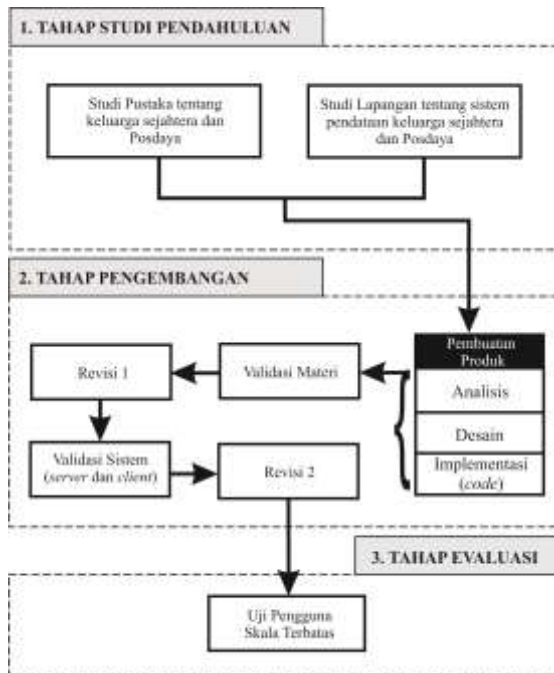 1. TAHAP STUDI PENDAHULUAN
Studi Pustaka tentang
keluarga sejahtera dan
Posdaya
Studi Lapangan tentang sistem
pendataan keluarga sejahtera
dan Posdaya
2. TAHAP PENGEMBANGAN
Pembuatan
Produk
Analisis
Desain
Implementasi
(code)
Validasi Materi
Revisi 1
Validasi Sistem
(server dan client)
Revisi 2
3. TAHAP EVALUASI
Uji Pengguna
Skala Terbatas